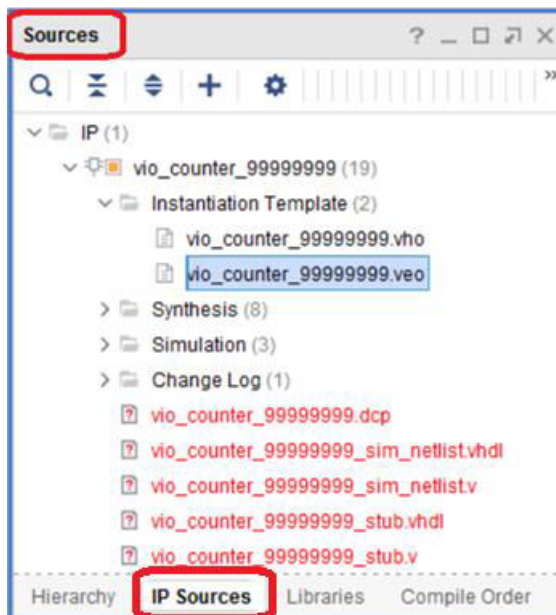 Sources
IP (1)
vio_counter_99999999 (19)
Instantiation Template (2)
vio_counter_99999999.vho
vio_counter_99999999.veo
Synthesis (8)
Simulation (3)
Change Log (1)
vio_counter_99999999.dcp
vio_counter_99999999_sim_netlist.vhdl
vio_counter_99999999_sim_netlist.v
vio_counter_99999999_stub.vhdl
vio_counter_99999999_stub.v
Hierarchy IP Sources Libraries Compile Order